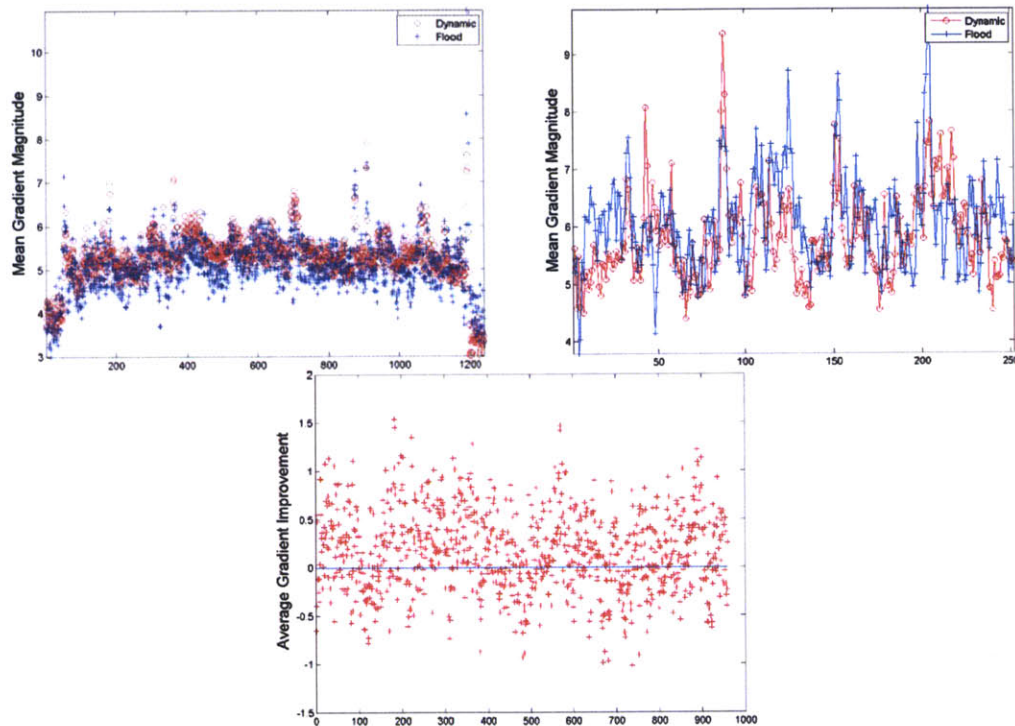 Dynamic
Flood
Mean Gradient Magnitude
10
9
8
7
6
5
4
3
200 400 600 800 1000 1200
Dynamic
Flood
Mean Gradient Magnitude
9
8
7
6
5
4
50 100 150 200 250
Average Gradient Improvement
2
1.5
1
0.5
0
-0.5
-1
-1.5
0 100 200 300 400 500 600 700 800 900 1000